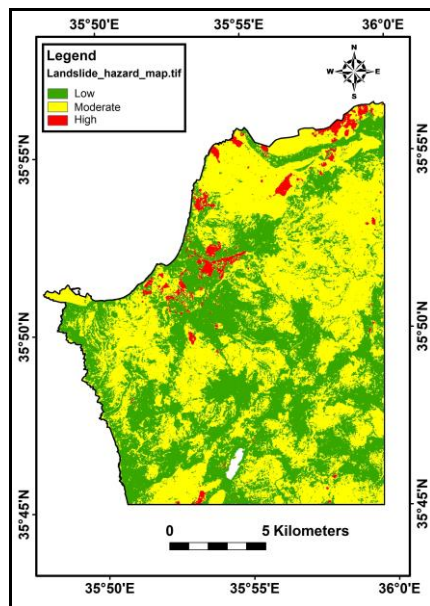 35°50'E 35°55'E 36°0'E
N
W E
S
Legend
Landslide_hazard_map.tif
Low
Moderate
High
35°55'N 35°55'N
35°50'N 35°50'N
35°45'N 35°45'N
0 5 Kilometers
35°50'E 35°55'E 36°0'E